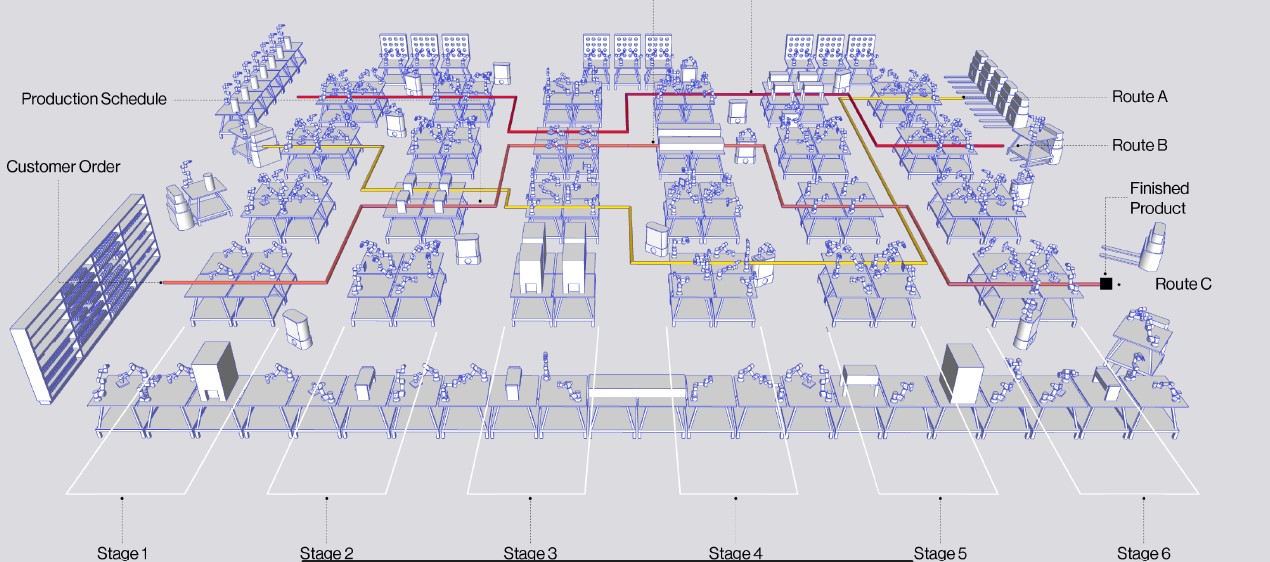 Production Schedule
Route A
Route B
Customer Order
Finished
Product
Route C
Stage 1
Stage 2
Stage 3
Stage 4
Stage 5
Stage 6